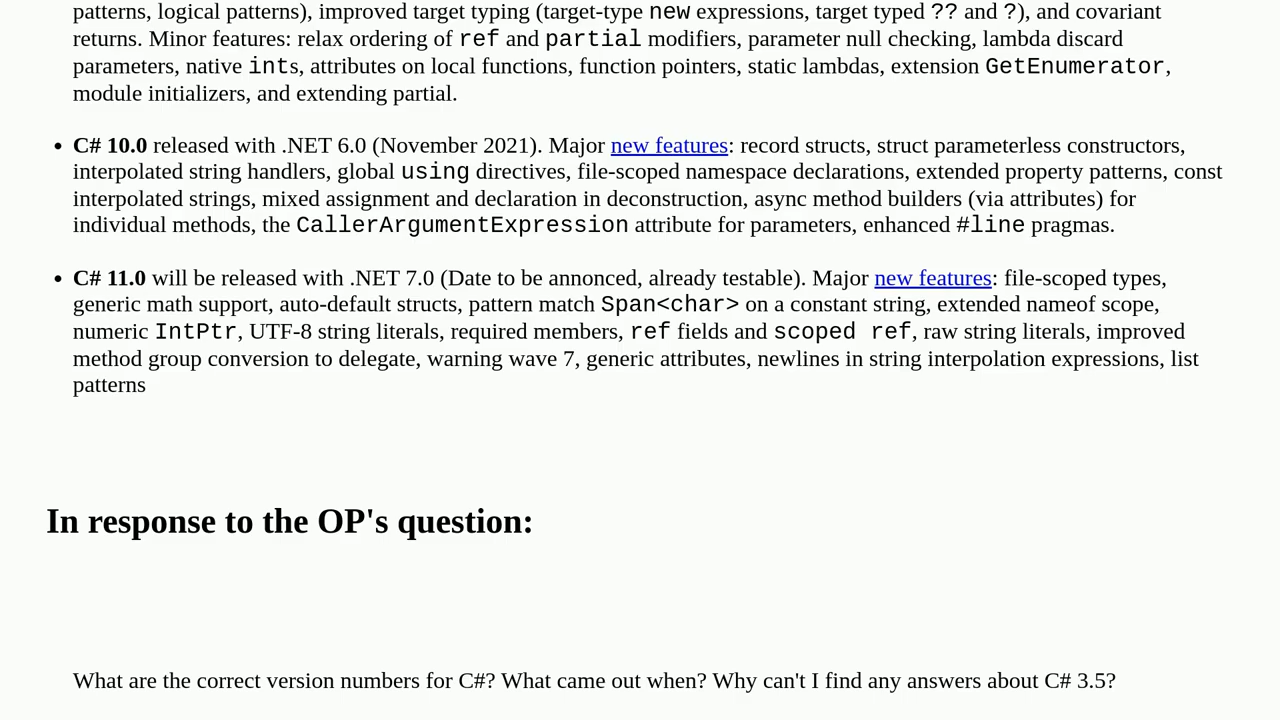 patterns, logical patterns), improved target typing (target-type new expressions, target typed ?? and ?), and covariant
returns. Minor features: relax ordering of ref and partial modifiers, parameter null checking, lambda discard
parameters, native ints, attributes on local functions, function pointers, static lambdas, extension GetEnumerator,
module initializers, and extending partial.
• C# 10.0 released with .NET 6.0 (November 2021). Major new features: record structs, struct parameterless constructors,
interpolated string handlers, global using directives, file-scoped namespace declarations, extended property patterns, const
interpolated strings, mixed assignment and declaration in deconstruction, async method builders (via attributes) for
individual methods, the CallerArgumentExpression attribute for parameters, enhanced #line pragmas.
• C# 11.0 will be released with .NET 7.0 (Date to be annonced, already testable). Major new features: file-scoped types,
generic math support, auto-default structs, pattern match Span<char> on a constant string, extended nameof scope,
numeric IntPtr, UTF-8 string literals, required members, ref fields and scoped ref, raw string literals, improved
method group conversion to delegate, warning wave 7, generic attributes, newlines in string interpolation expressions, list
patterns
In response to the OP's question:
What are the correct version numbers for C#? What came out when? Why can't I find any answers about C# 3.5?